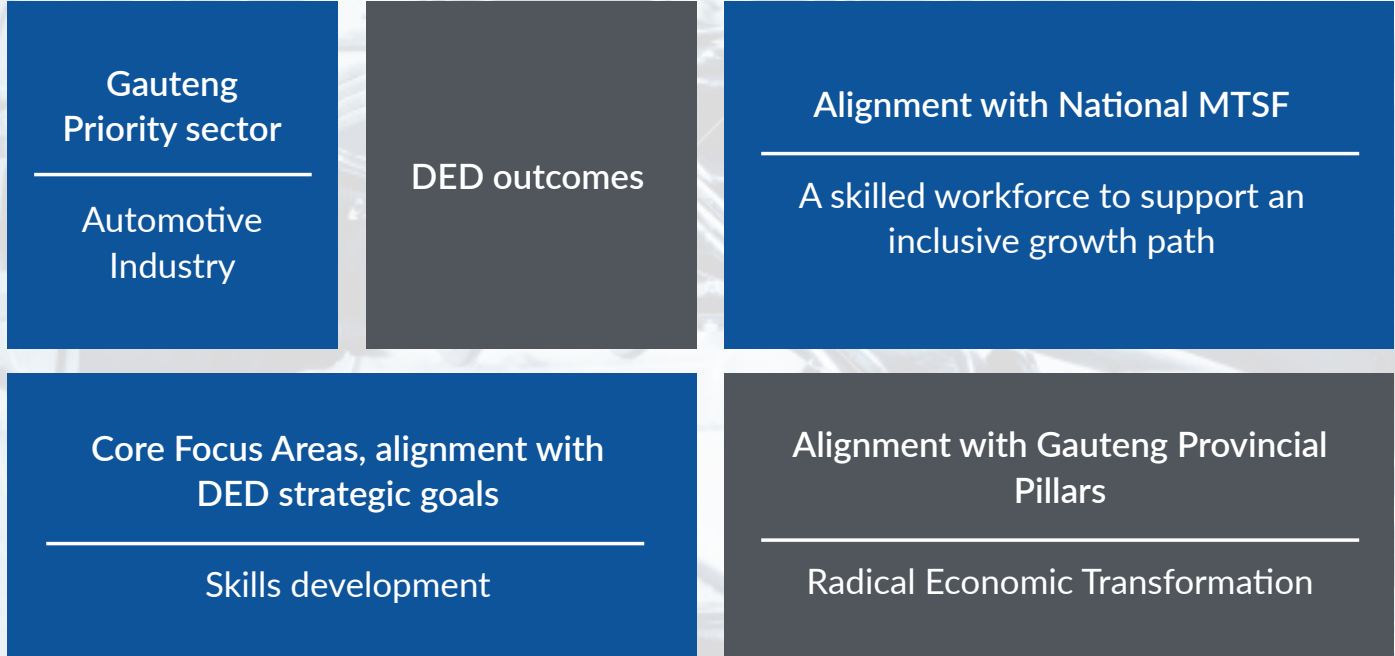 Gauteng
Priority sector
Automotive
Industry
DED outcomes
Alignment with National MTSF
A skilled workforce to support an
inclusive growth path
Core Focus Areas, alignment with
DED strategic goals
Skills development
Alignment with Gauteng Provincial
Pillars
Radical Economic Transformation